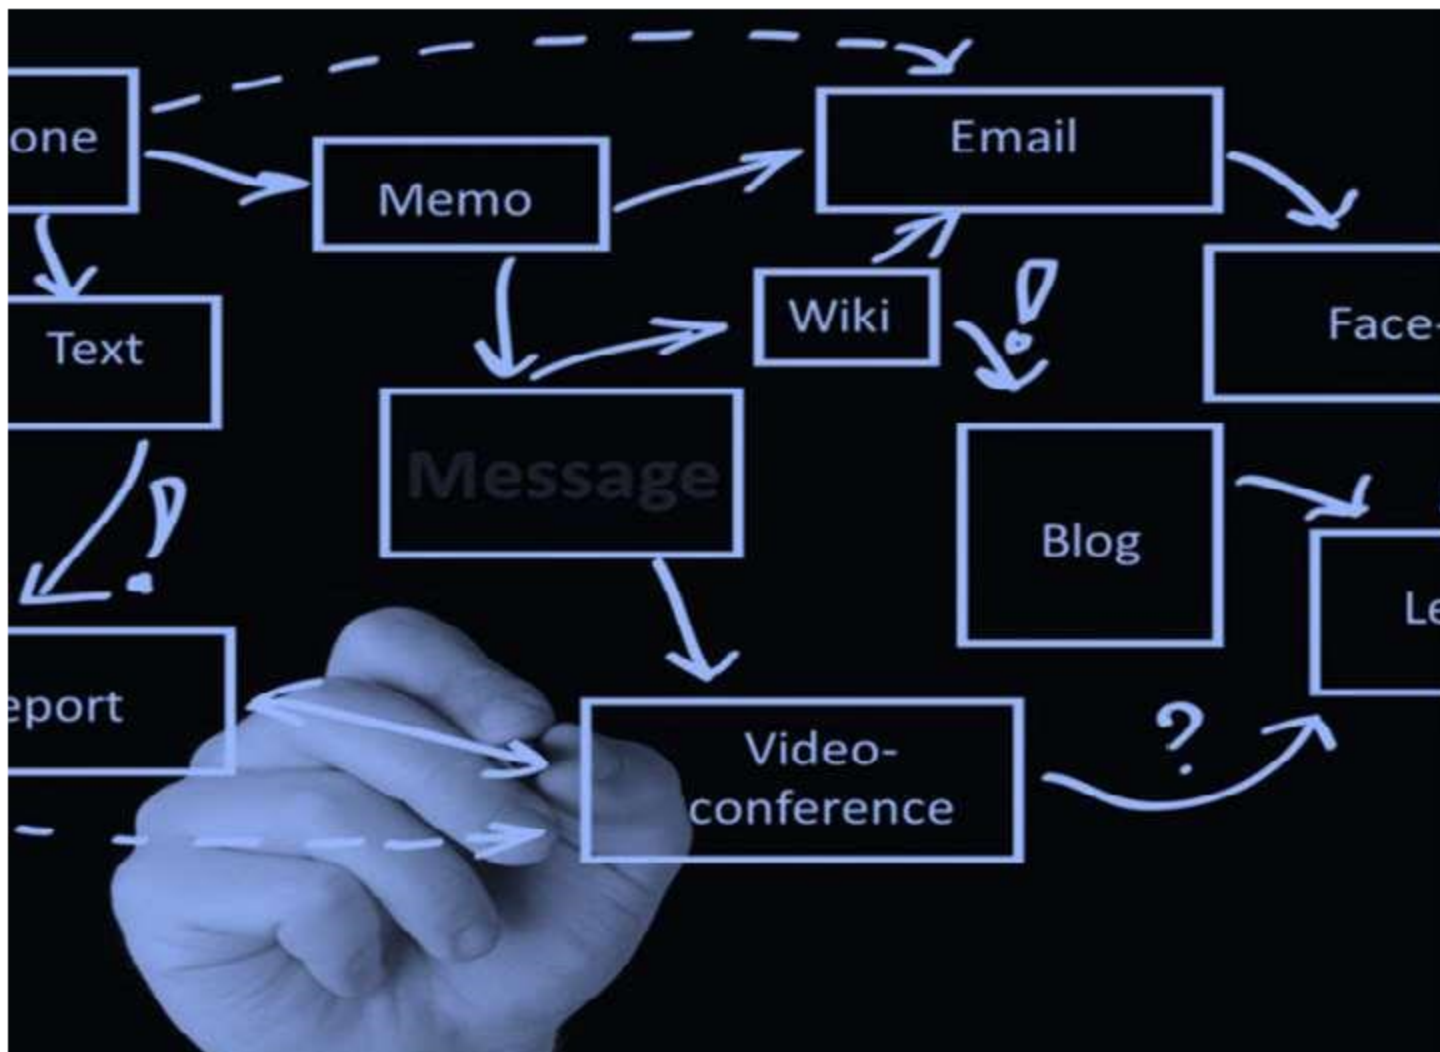 one
Memo
Email
Text
Wiki
Face-
Message
Blog
Le
eport
Video-
conference
?